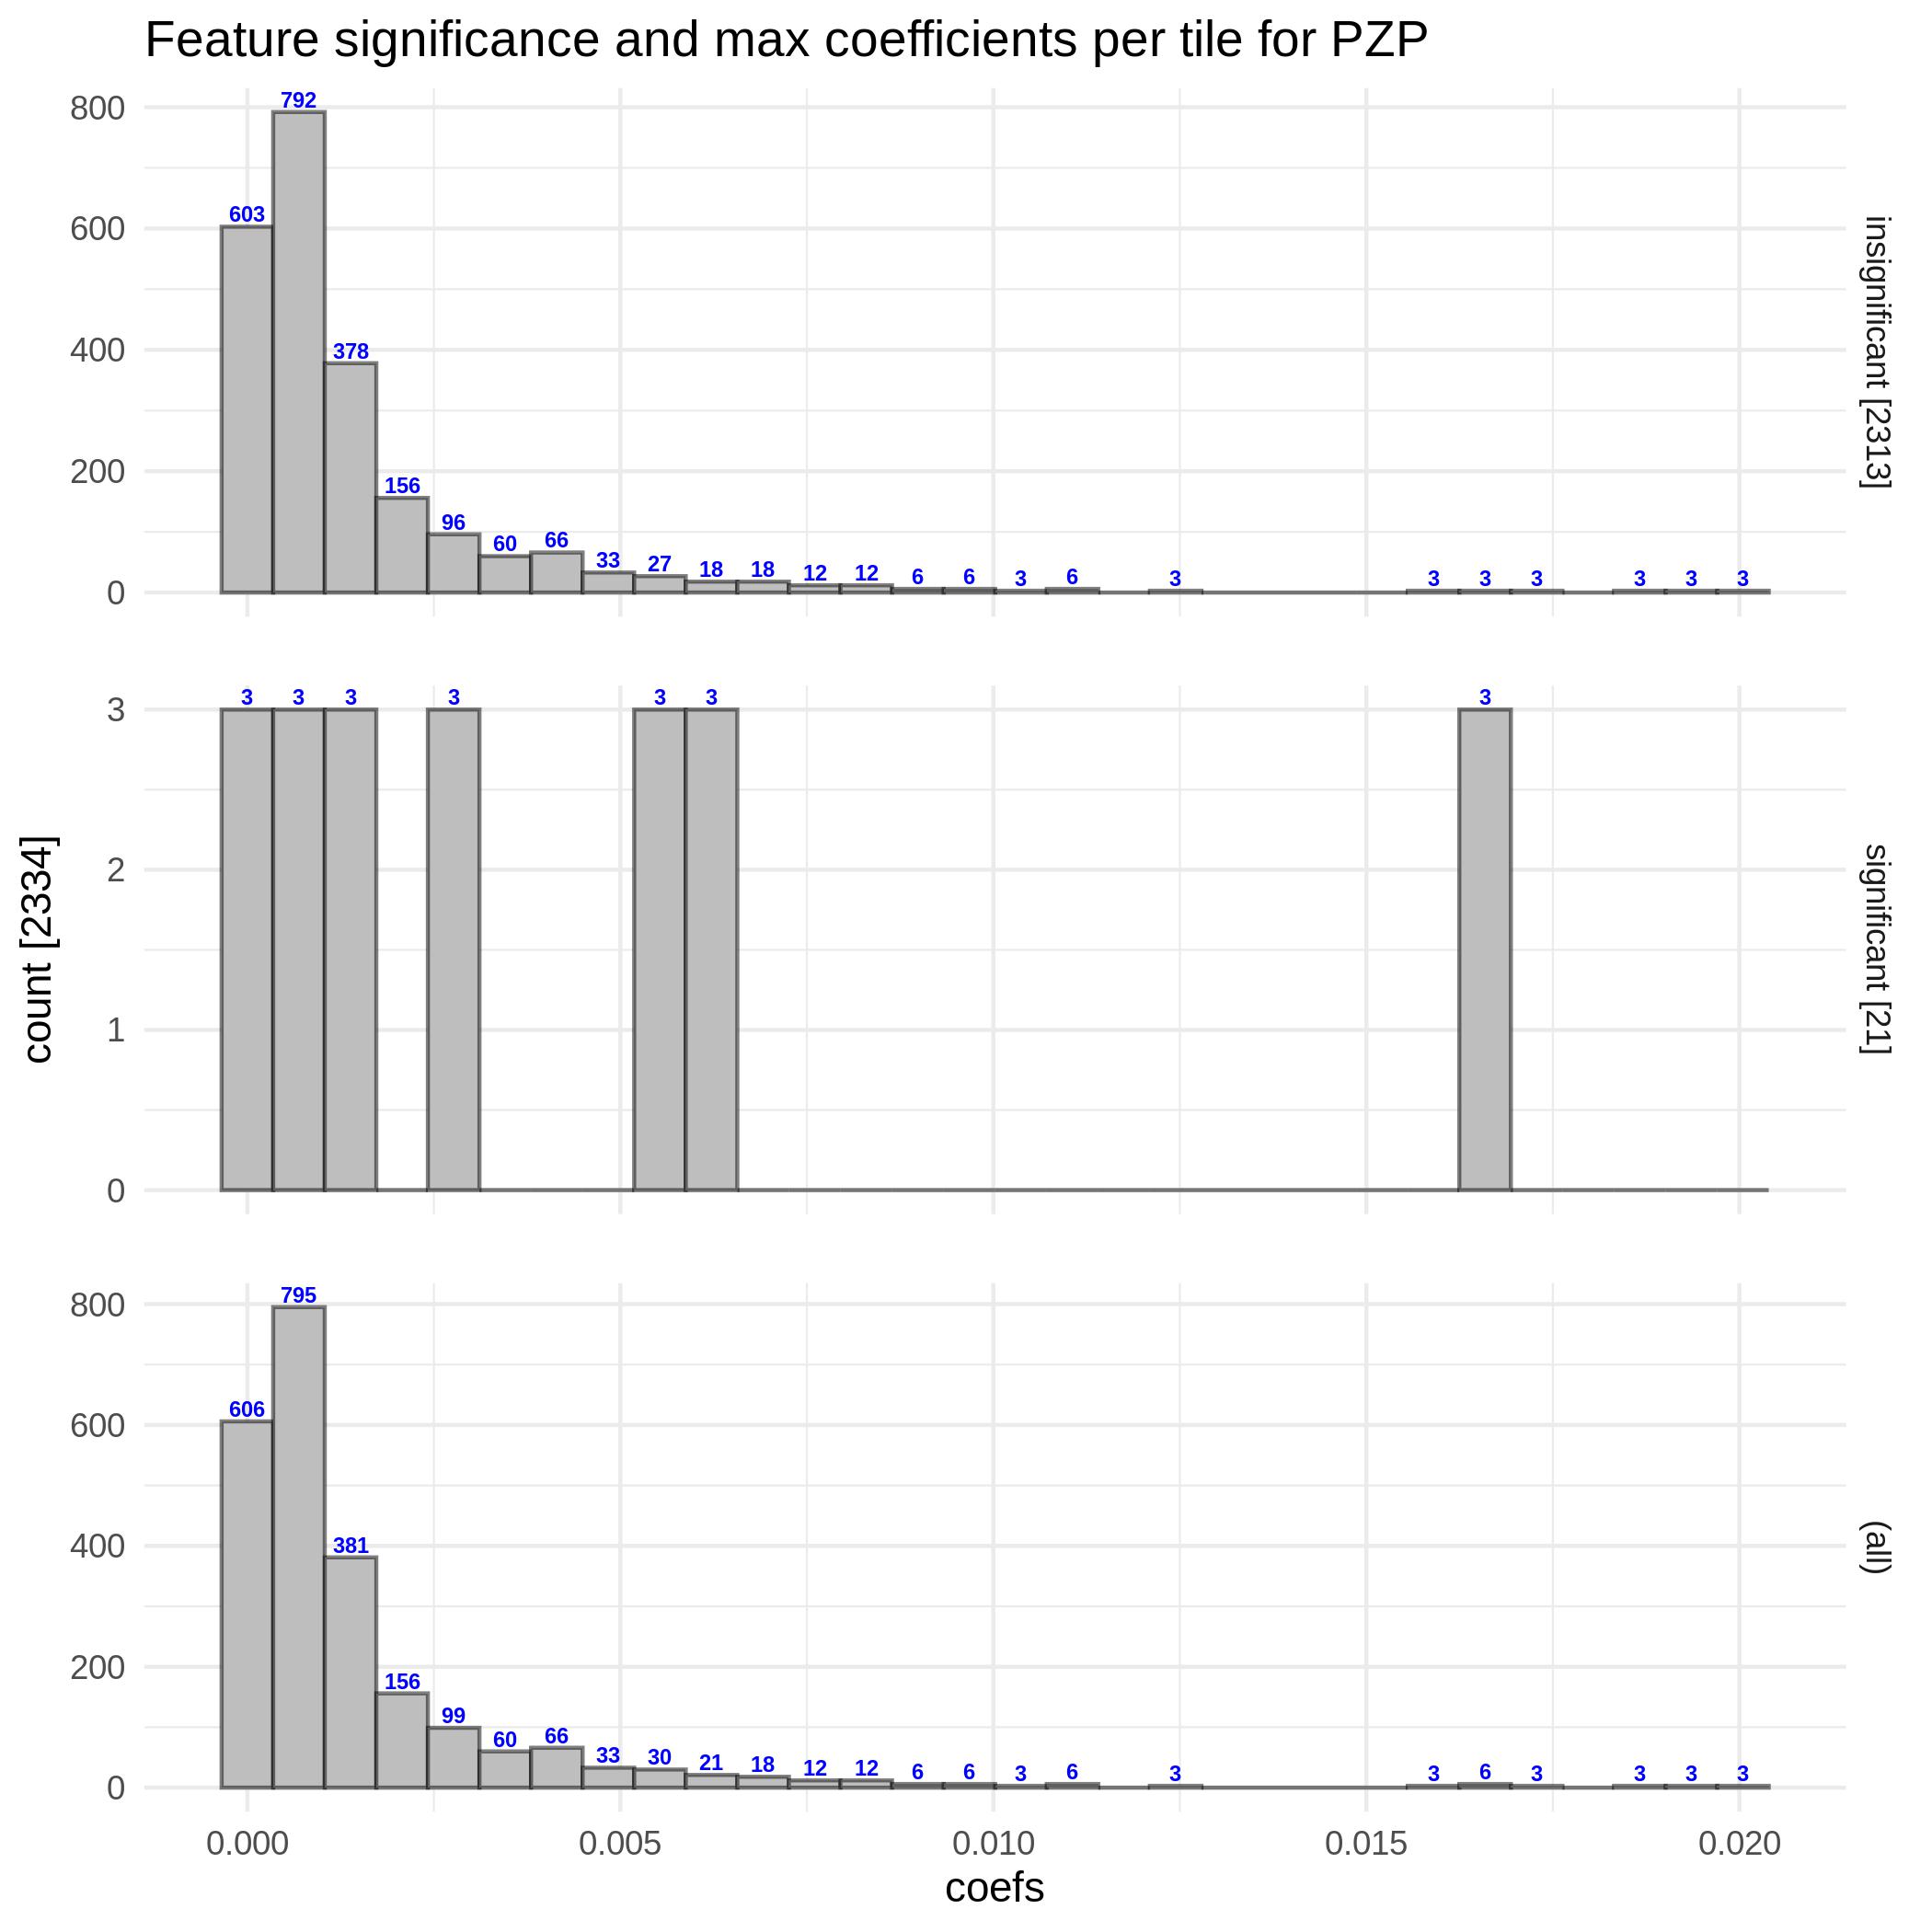 Feature significance and max coefficients per tile for PZP
800
600
400
200
0
603 792 378 156 96 60 66 33 27 18 18 12 12 6 6 3 6 3 3 3 3 3 3 3
insignificant [2313]
count [2334]
3
2
1
0
3 3 3 3 3 3 3
significant [21]
800
600
400
200
0
606 795 381 156 99 60 66 33 30 21 18 12 12 6 6 3 6 3 3 6 3 3 3 3
(all)
0.000 0.005 0.010 0.015 0.020
coefs